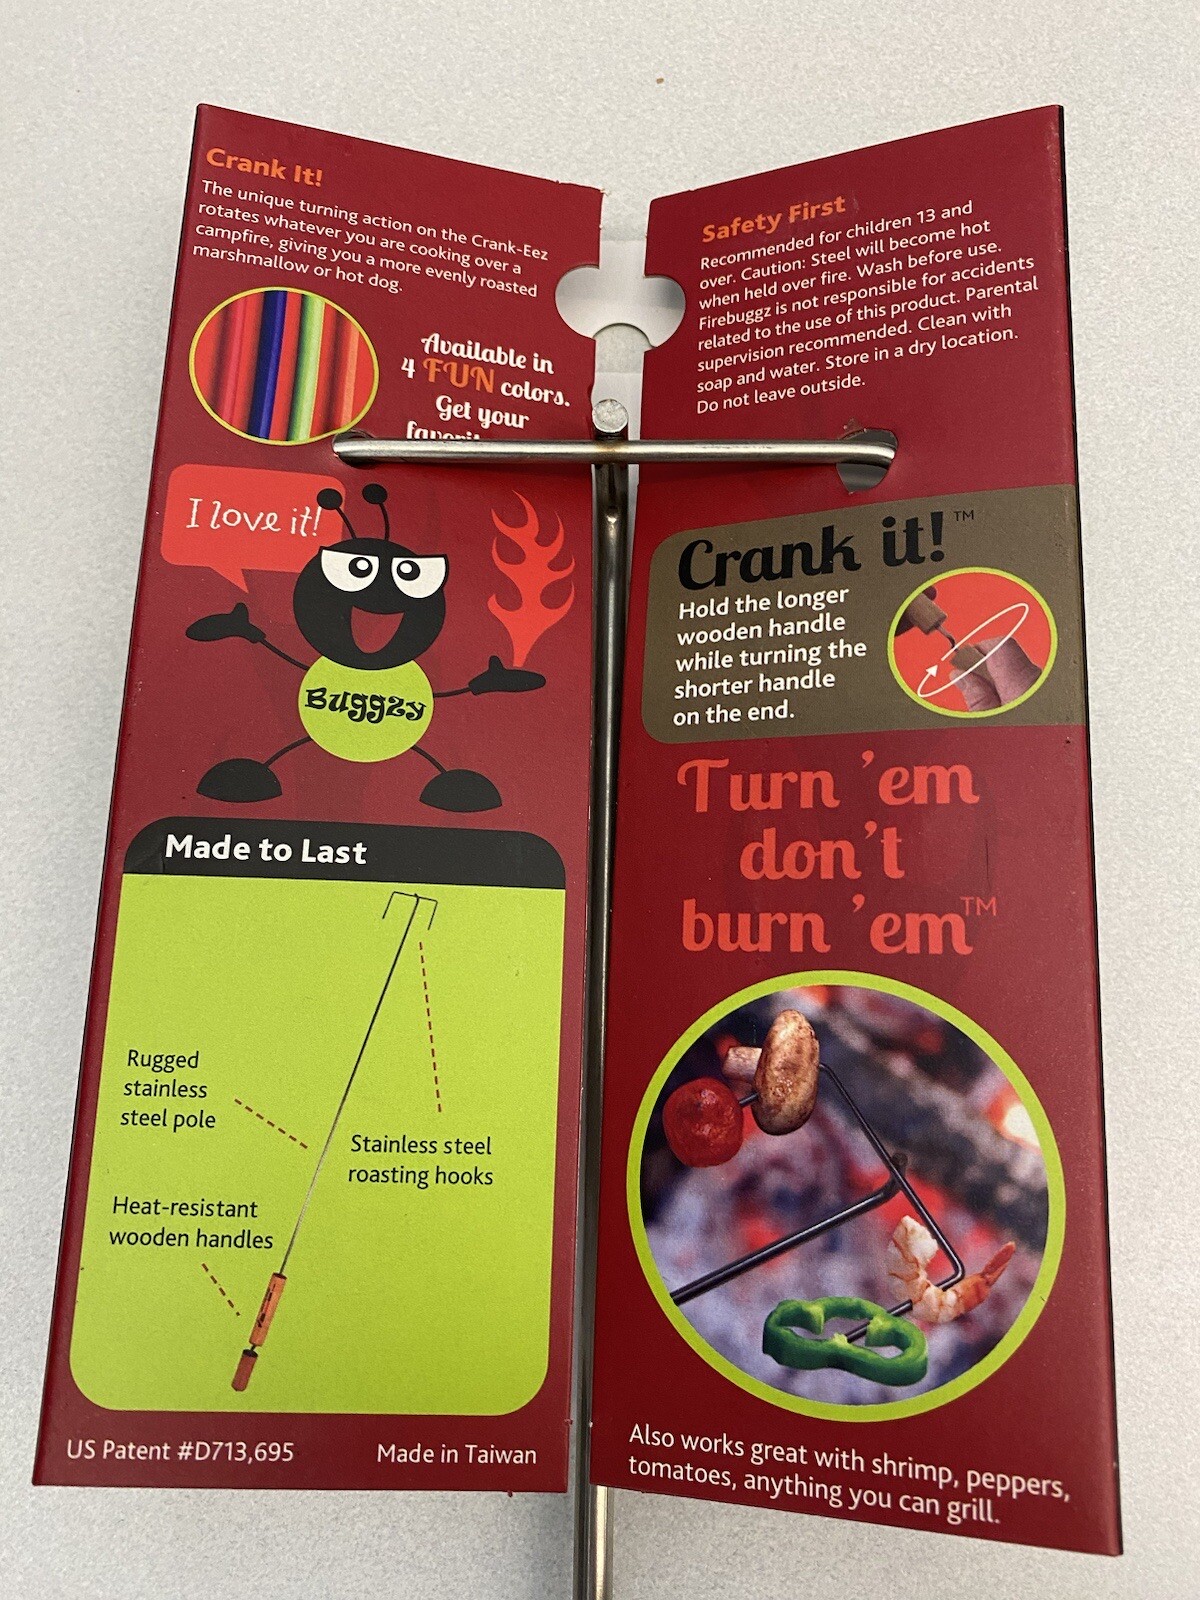 Crank It!
The unique turning action on the Crank-Eez
rotates whatever you are cooking over a
campfire, giving you a more evenly roasted
marshmallow or hot dog.
Available in
4 FUN colors.
Get your
I love it!
Buggzy
Made to Last
Rugged
stainless
steel pole
Stainless steel
roasting hooks
Heat-resistant
wooden handles
US Patent #D713,695
Made in Taiwan
Safety First
Recommended for children 13 and
over. Caution: Steel will become hot
when held over fire. Wash before use.
Firebuggz is not responsible for accidents
related to the use of this product. Parental
supervision recommended. Clean with
soap and water. Store in a dry location.
Do not leave outside.
Crank it!™
Hold the longer
wooden handle
while turning the
shorter handle
on the end.
Turn 'em
don't
burn 'em™
Also works great with shrimp, peppers,
tomatoes, anything you can grill.